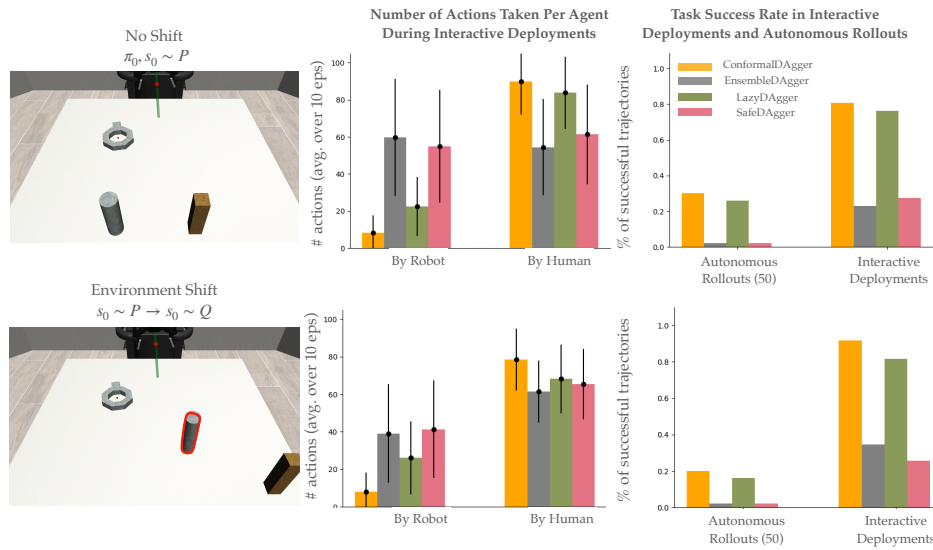 No Shift
π₀, s₀ ∼ P
Number of Actions Taken Per Agent
During Interactive Deployments
# actions (avg. over 10 eps)
100
80
60
40
20
0
By Robot
By Human
Task Success Rate in Interactive
Deployments and Autonomous Rollouts
% of successful trajectories
1.0
0.8
0.6
0.4
0.2
0.0
ConformalDAgger
EnsembleDAgger
LazyDAgger
SafeDAgger
Autonomous
Rollouts (50)
Interactive
Deployments
Environment Shift
s₀ ∼ P → s₀ ∼ Q
# actions (avg. over 10 eps)
100
80
60
40
20
0
By Robot
By Human
% of successful trajectories
1.0
0.8
0.6
0.4
0.2
0.0
Autonomous
Rollouts (50)
Interactive
Deployments